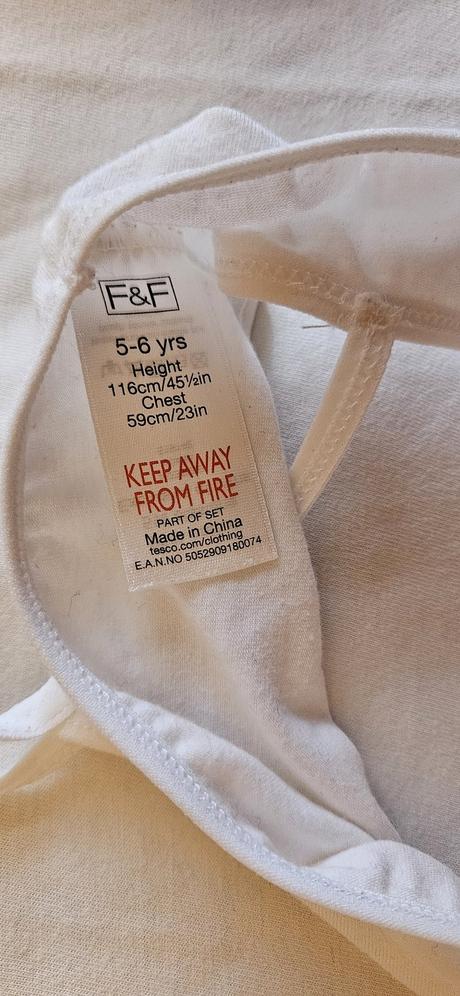 F&F
5-6 yrs
Height
116cm/45½in
Chest
59cm/23in
KEEP AWAY
FROM FIRE
PART OF SET
Made in China
tesco.com/clothing
E.A.N.NO 5052909180074